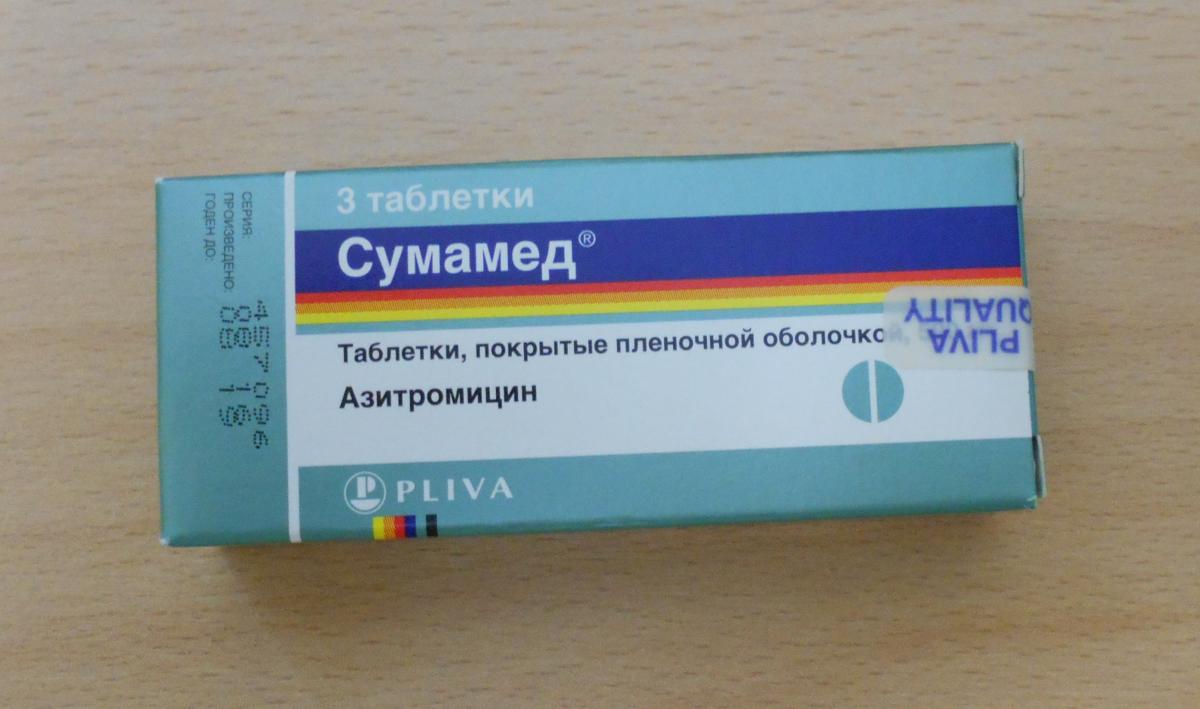 3 таблетки
Сумамед®
Таблетки, покрытые пленочной оболочкой,
Азитромицин
PLIVA
PLIVA
QUALITY
СЕРИЯ:
ПРОИЗВЕДЕНО:
ГОДЕН ДО: